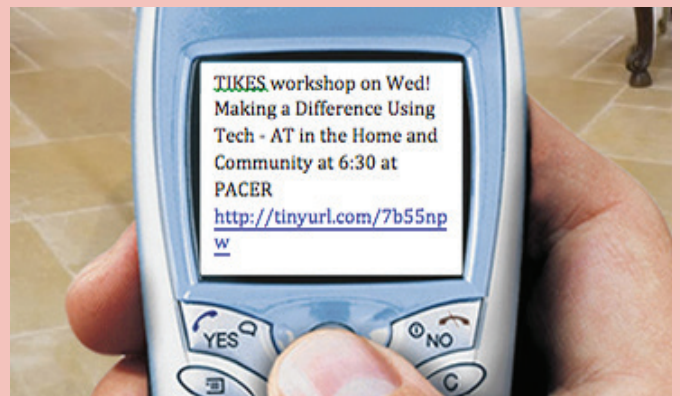 TIKES workshop on Wed!
Making a Difference Using
Tech - AT in the Home and
Community at 6:30 at
PACER
http://tinyurl.com/7b55np
w
YES
NO
C